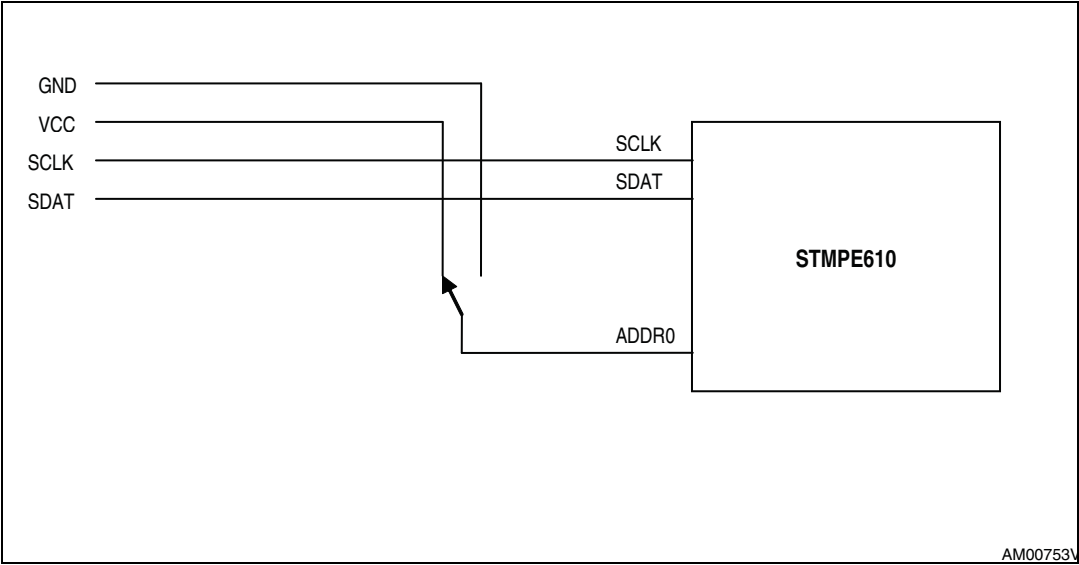 GND
VCC
SCLK
SDAT
SCLK
SDAT
STMPE610
ADDR0
AM00753V